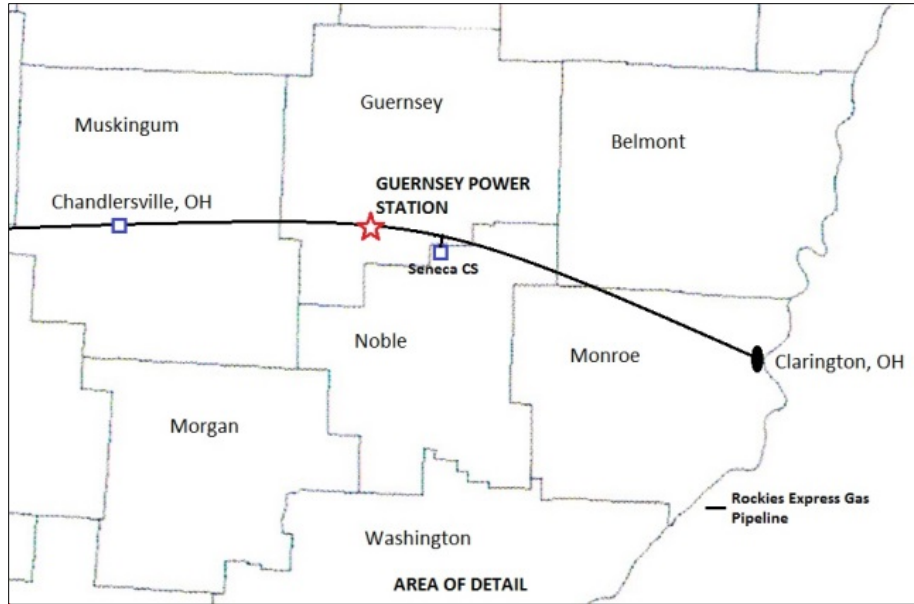 Guernsey
Muskingum
Belmont
GUERNSEY POWER
STATION
Chandlersville, OH
Seneca CS
Noble
Monroe
Clarington, OH
Morgan
Rockies Express Gas
Pipeline
Washington
AREA OF DETAIL